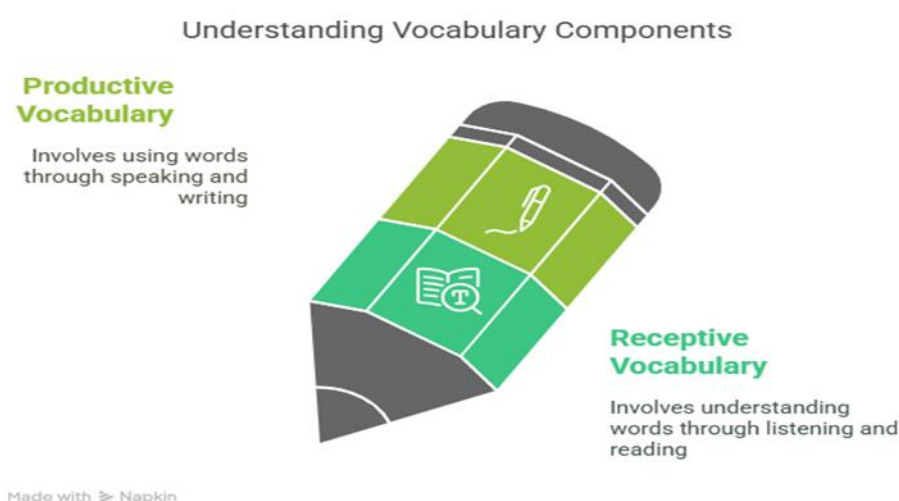 Understanding Vocabulary Components
Productive
Vocabulary
Involves using words
through speaking and
writing
T
Receptive
Vocabulary
Involves understanding
words through listening and
reading
Made with Napkin